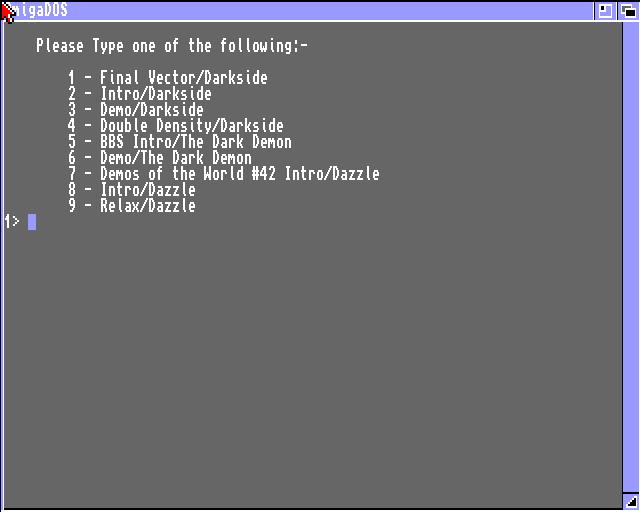 AmigaDOS
Please Type one of the following:-
1 - Final Vector/Darkside
2 - Intro/Darkside
3 - Demo/Darkside
4 - Double Density/Darkside
5 - BBS Intro/The Dark Demon
6 - Demo/The Dark Demon
7 - Demos of the World #42 Intro/Dazzle
8 - Intro/Dazzle
9 - Relax/Dazzle
1>